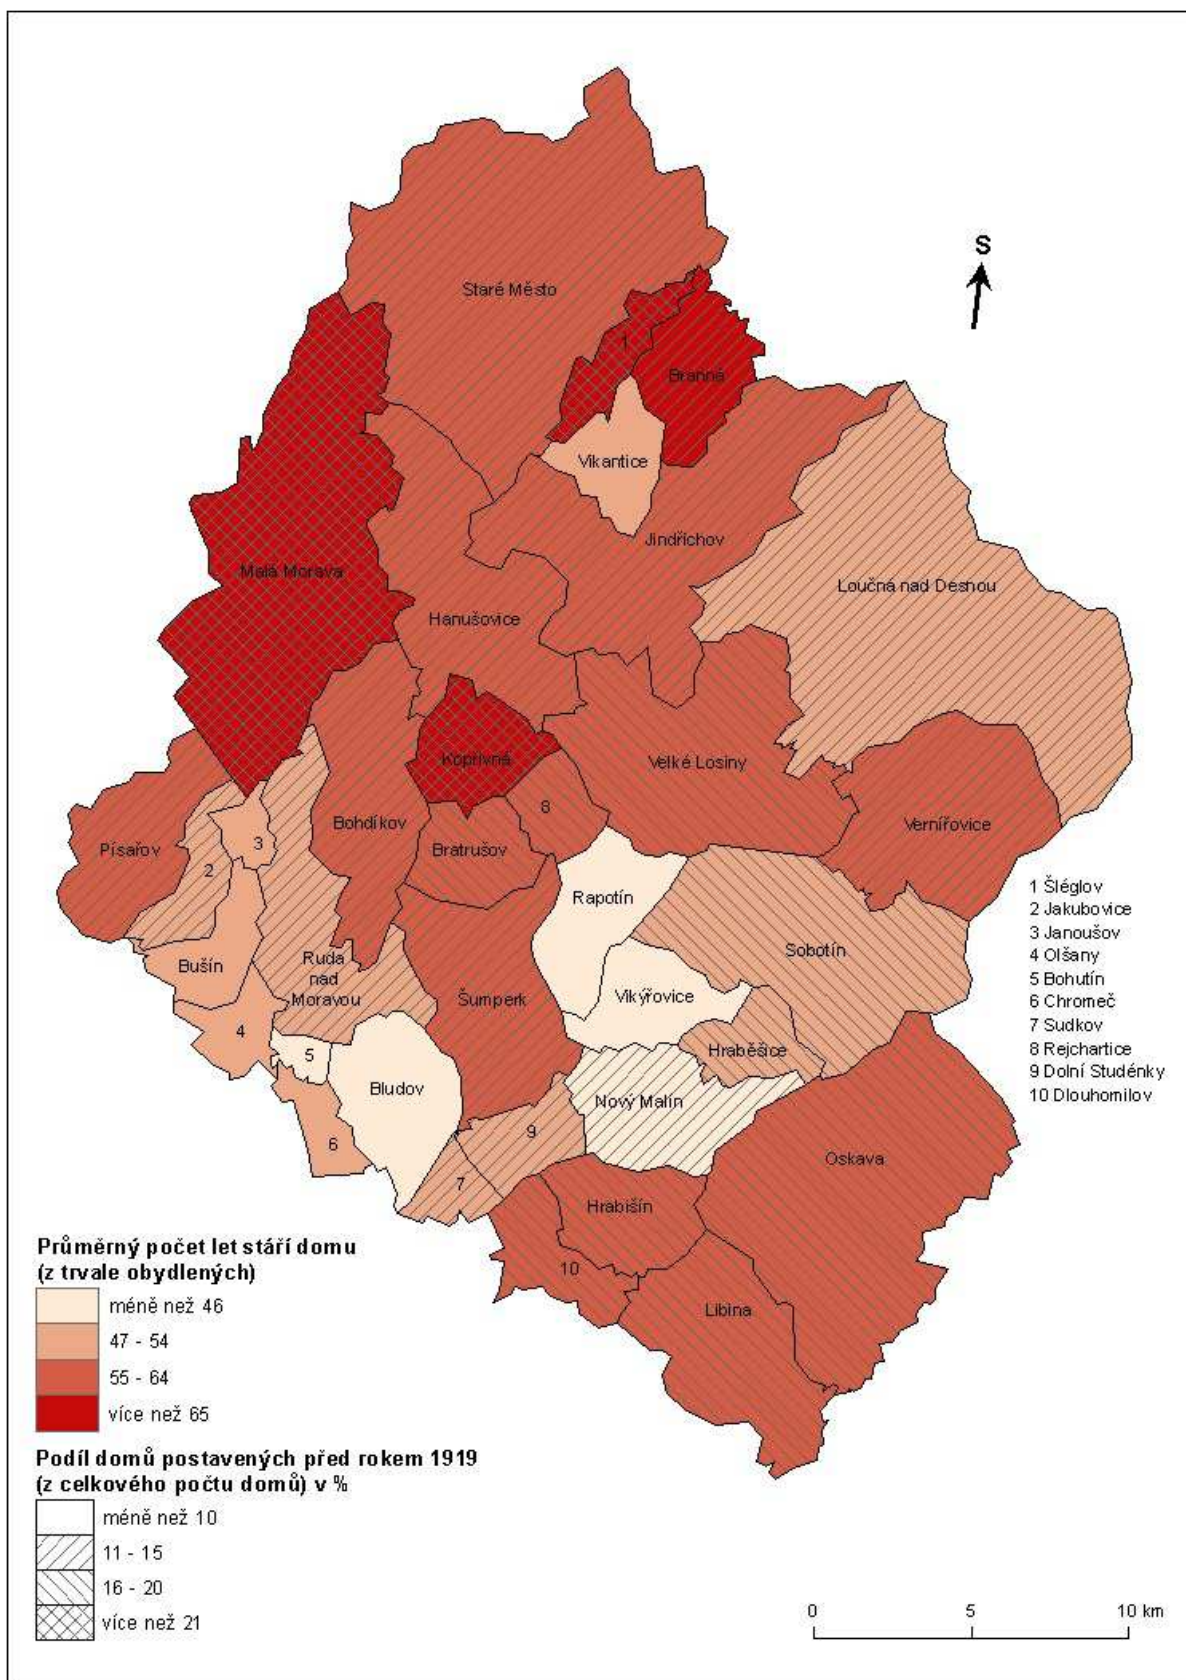 S
Staré Město
1
Branná
Vikantice
Jindřichov
Malá Morava
Loučná nad Desnou
Hanušovice
Kopřivná
Velké Losiny
8
Bohdíkov
Vernířovice
Písařov
3
Bratrušov
2
Rapotín
1 Šléglov
2 Jakubovice
3 Janoušov
4 Olšany
5 Bohutín
6 Chromeč
7 Sudkov
8 Rejchartice
9 Dolní Studénky
10 Dlouhomilov
Sobotín
Bušín
Ruda
nad
Moravou
Šumperk
Vikýřovice
4
5
Hraběšice
Bludov
Nový Malín
6
9
Oskava
7
Hrabišín
10
Libina
Průměrný počet let stáří domu
(z trvale obydlených)
méně než 46
47 - 54
55 - 64
více než 65
Podíl domů postavených před rokem 1919
(z celkového počtu domů) v %
méně než 10
11 - 15
16 - 20
více než 21
0 5 10 km